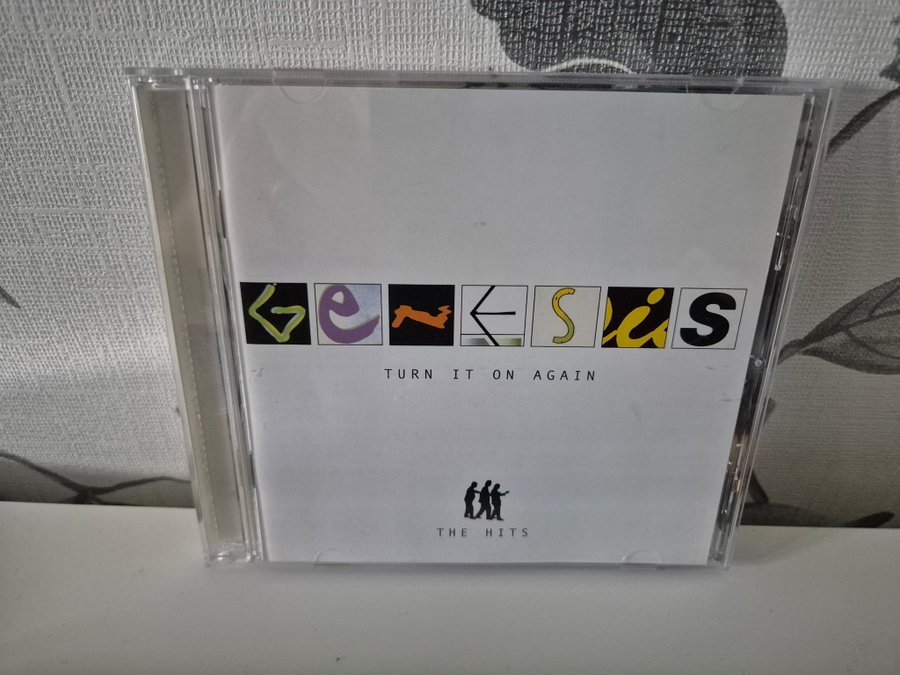 GENESIS
TURN IT ON AGAIN
THE HITS